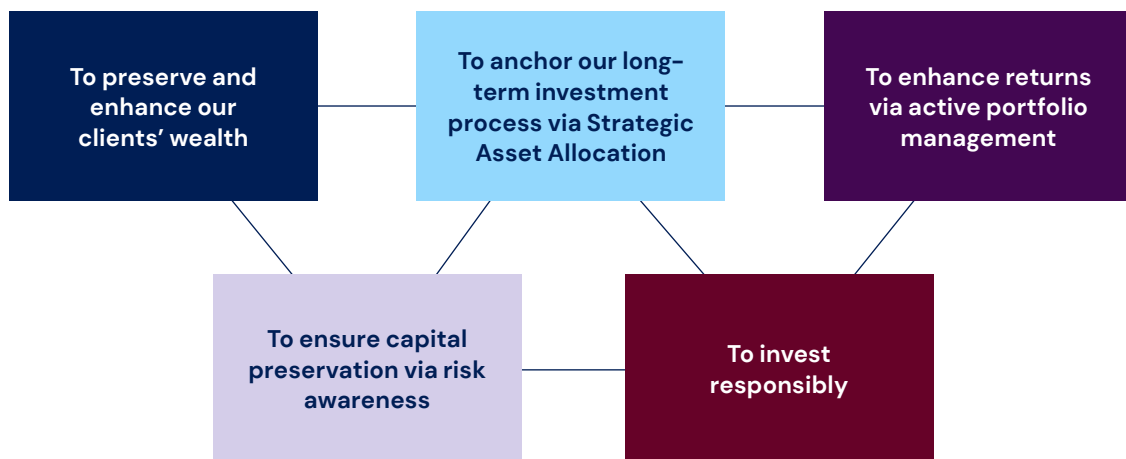 To preserve and
enhance our
clients’ wealth
To anchor our long-
term investment
process via Strategic
Asset Allocation
To enhance returns
via active portfolio
management
To ensure capital
preservation via risk
awareness
To invest
responsibly